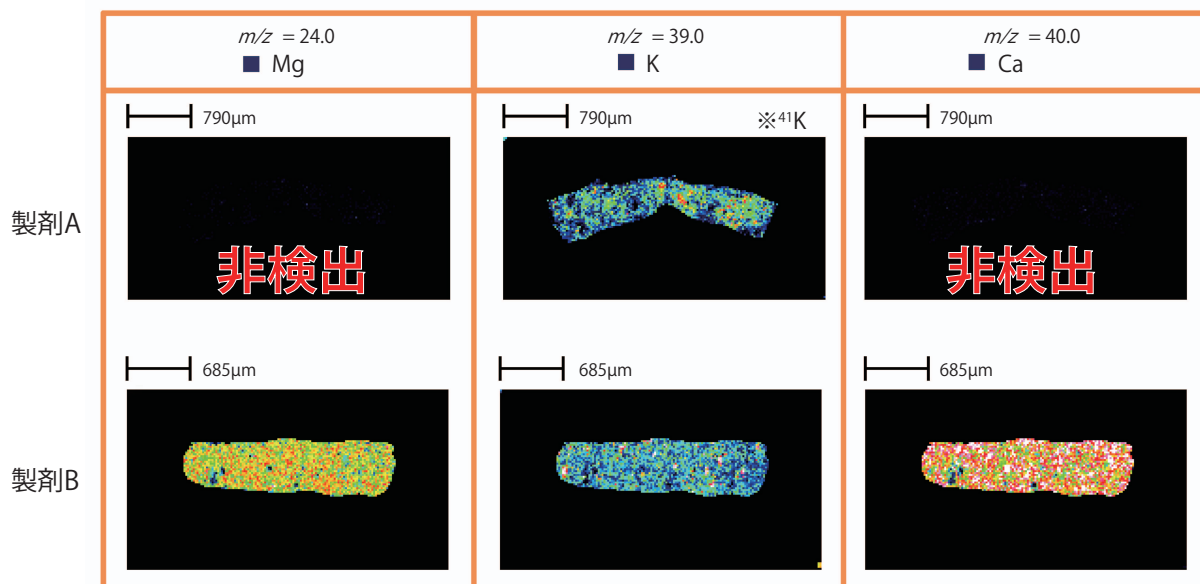 m/z = 24.0
■ Mg
m/z = 39.0
■ K
m/z = 40.0
■ Ca
製剤A
790μm
非検出
790μm
※⁴¹K
790μm
非検出
製剤B
685μm
685μm
685μm